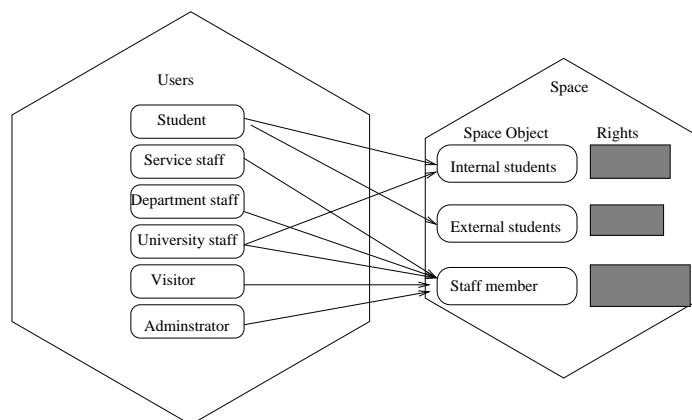 Users
Student
Service staff
Department staff
University staff
Visitor
Adminstrator
Space
Space Object
Rights
Internal students
External students
Staff member